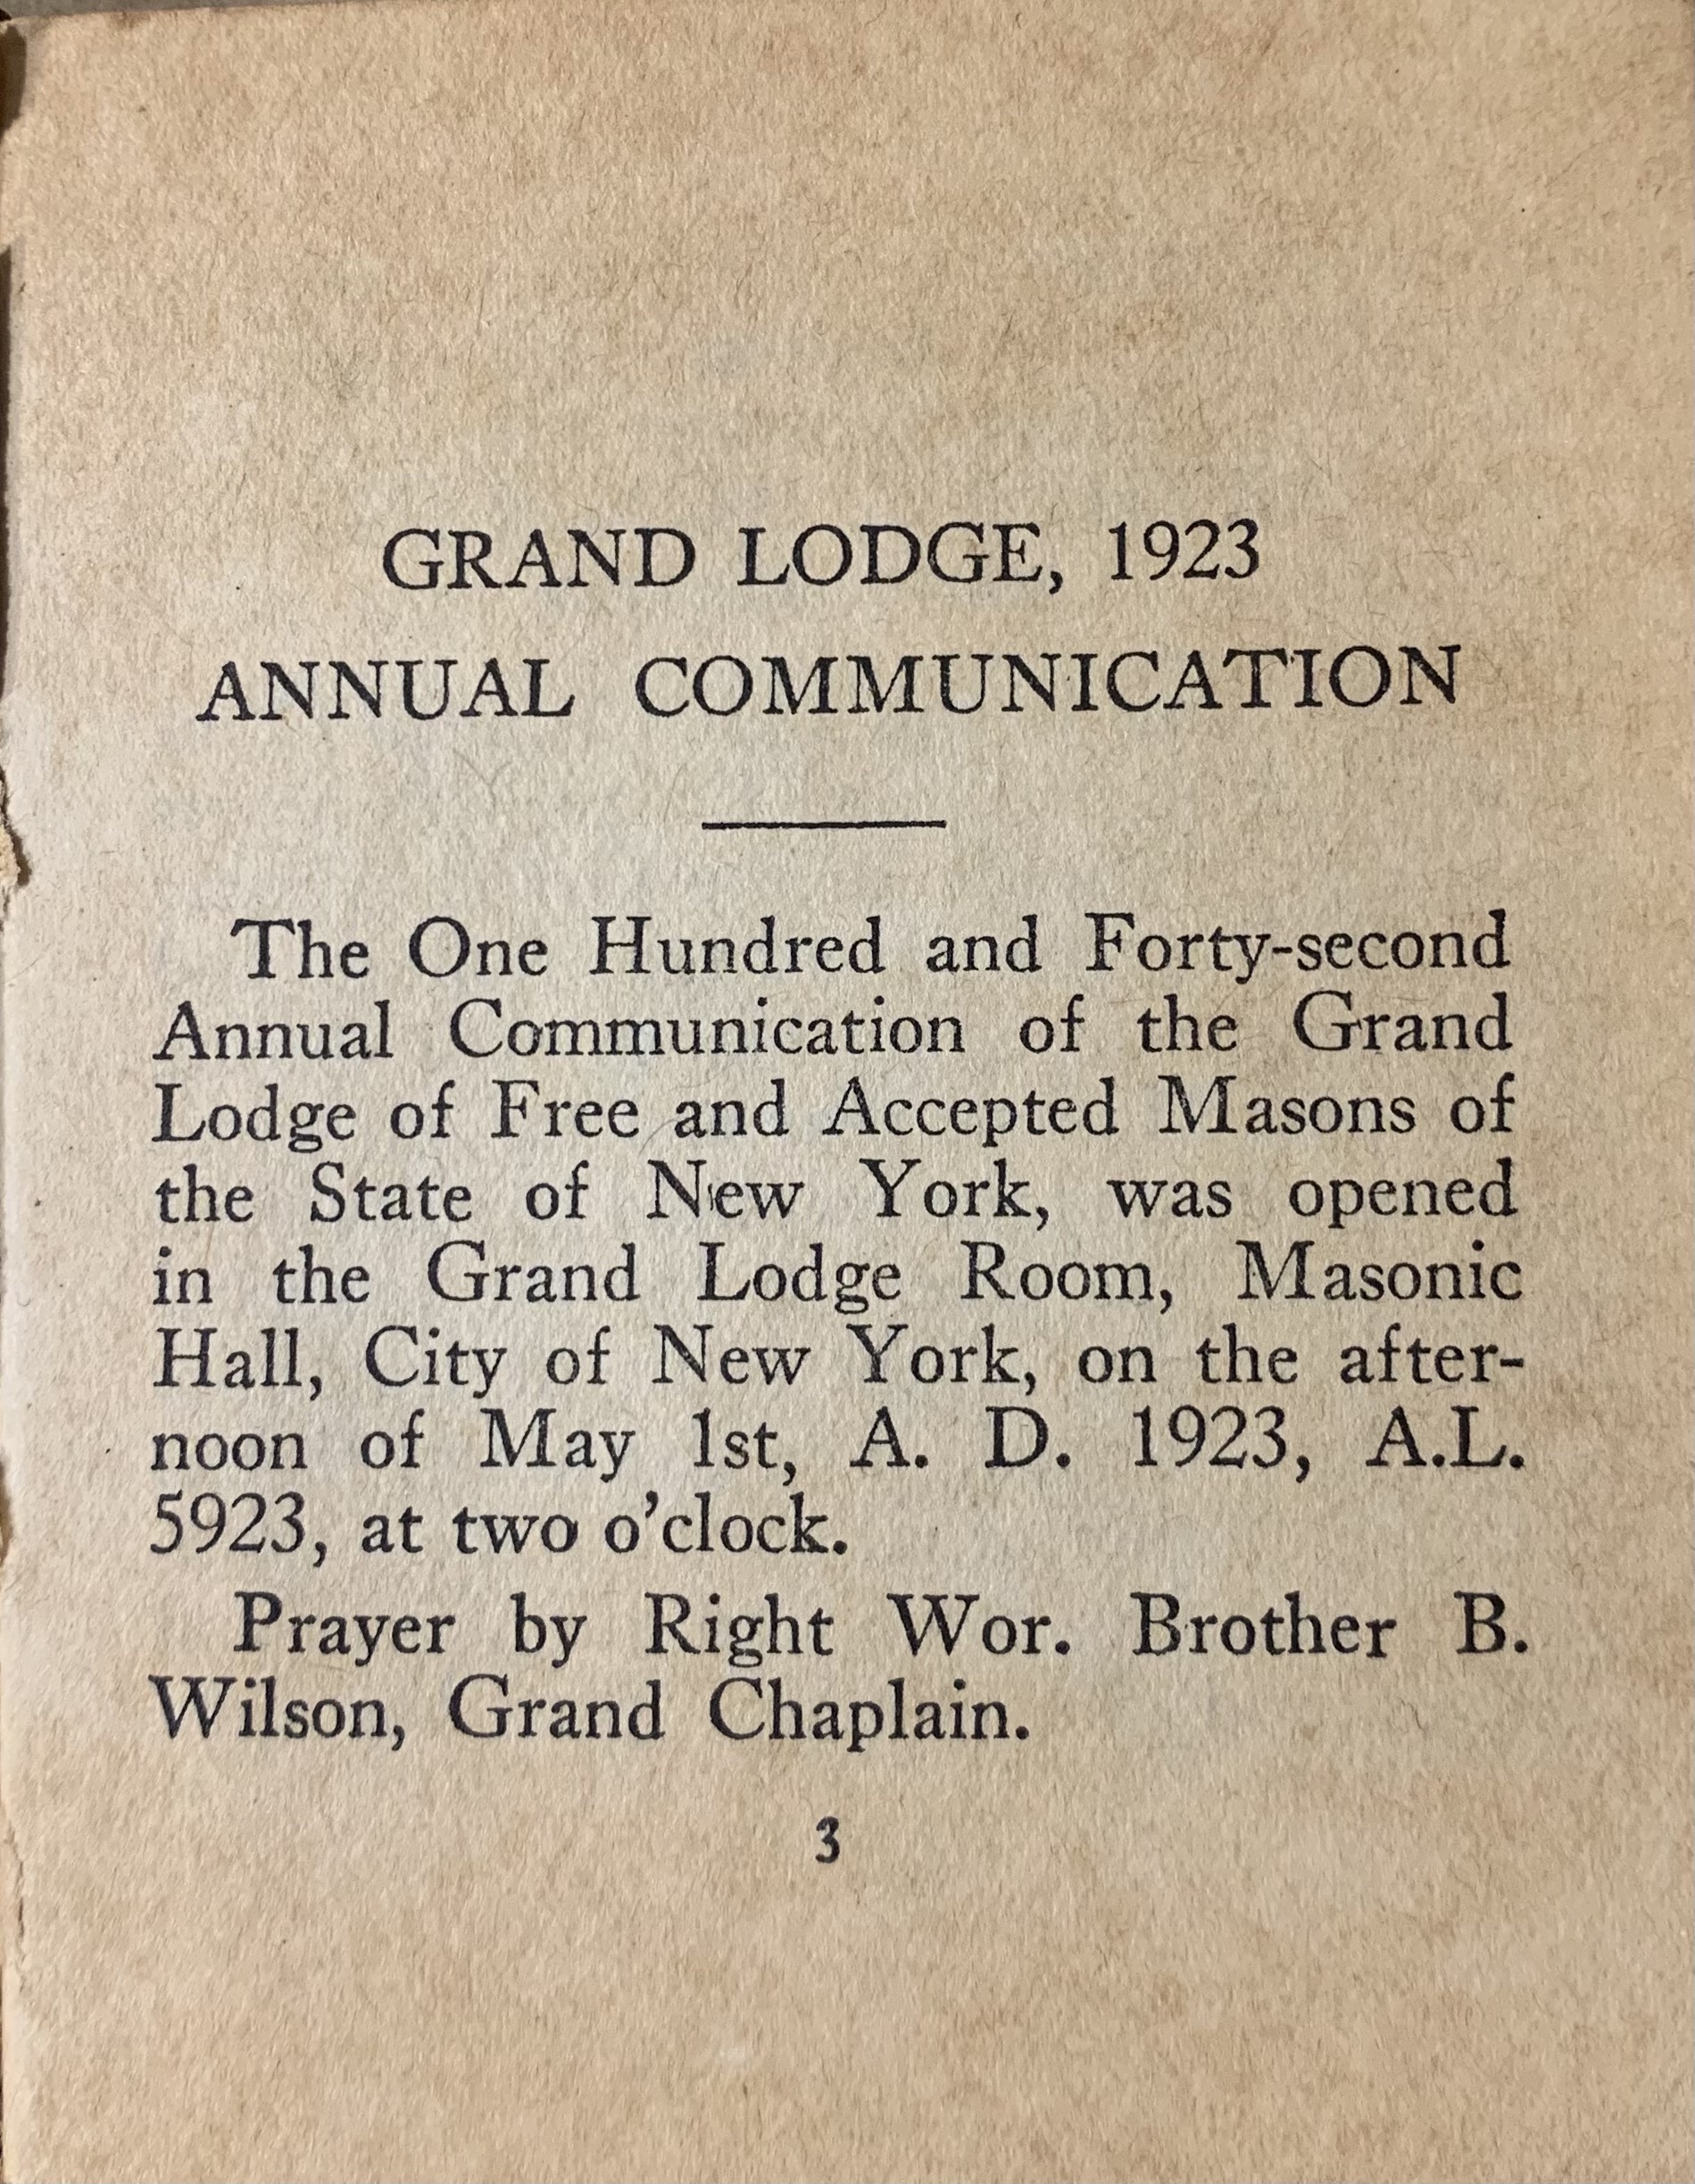 GRAND LODGE, 1923
ANNUAL COMMUNICATION
The One Hundred and Forty-second
Annual Communication of the Grand
Lodge of Free and Accepted Masons of
the State of New York, was opened
in the Grand Lodge Room, Masonic
Hall, City of New York, on the after-
noon of May 1st, A. D. 1923, A.L.
5923, at two o'clock.
Prayer by Right Wor. Brother B.
Wilson, Grand Chaplain.
3